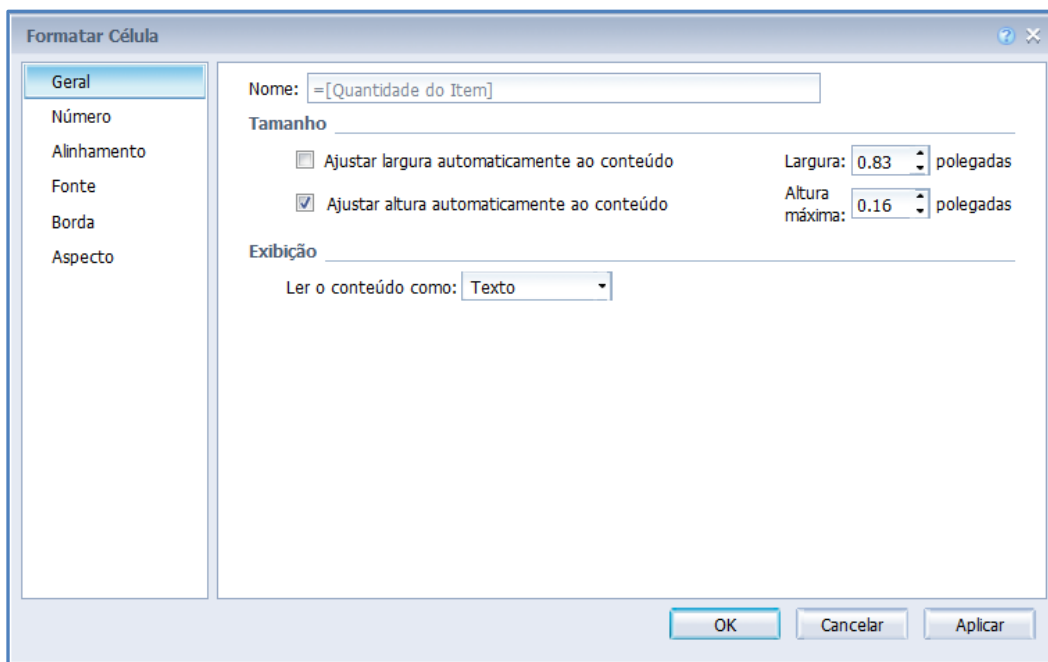 Formatar Célula
Geral
Número
Alinhamento
Fonte
Borda
Aspecto
Nome: =[Quantidade do Item]
Tamanho
Ajustar largura automaticamente ao conteúdo Largura: 0.83 polegadas
Ajustar altura automaticamente ao conteúdo Altura máxima: 0.16 polegadas
Exibição
Ler o conteúdo como: Texto
OK Cancelar Aplicar